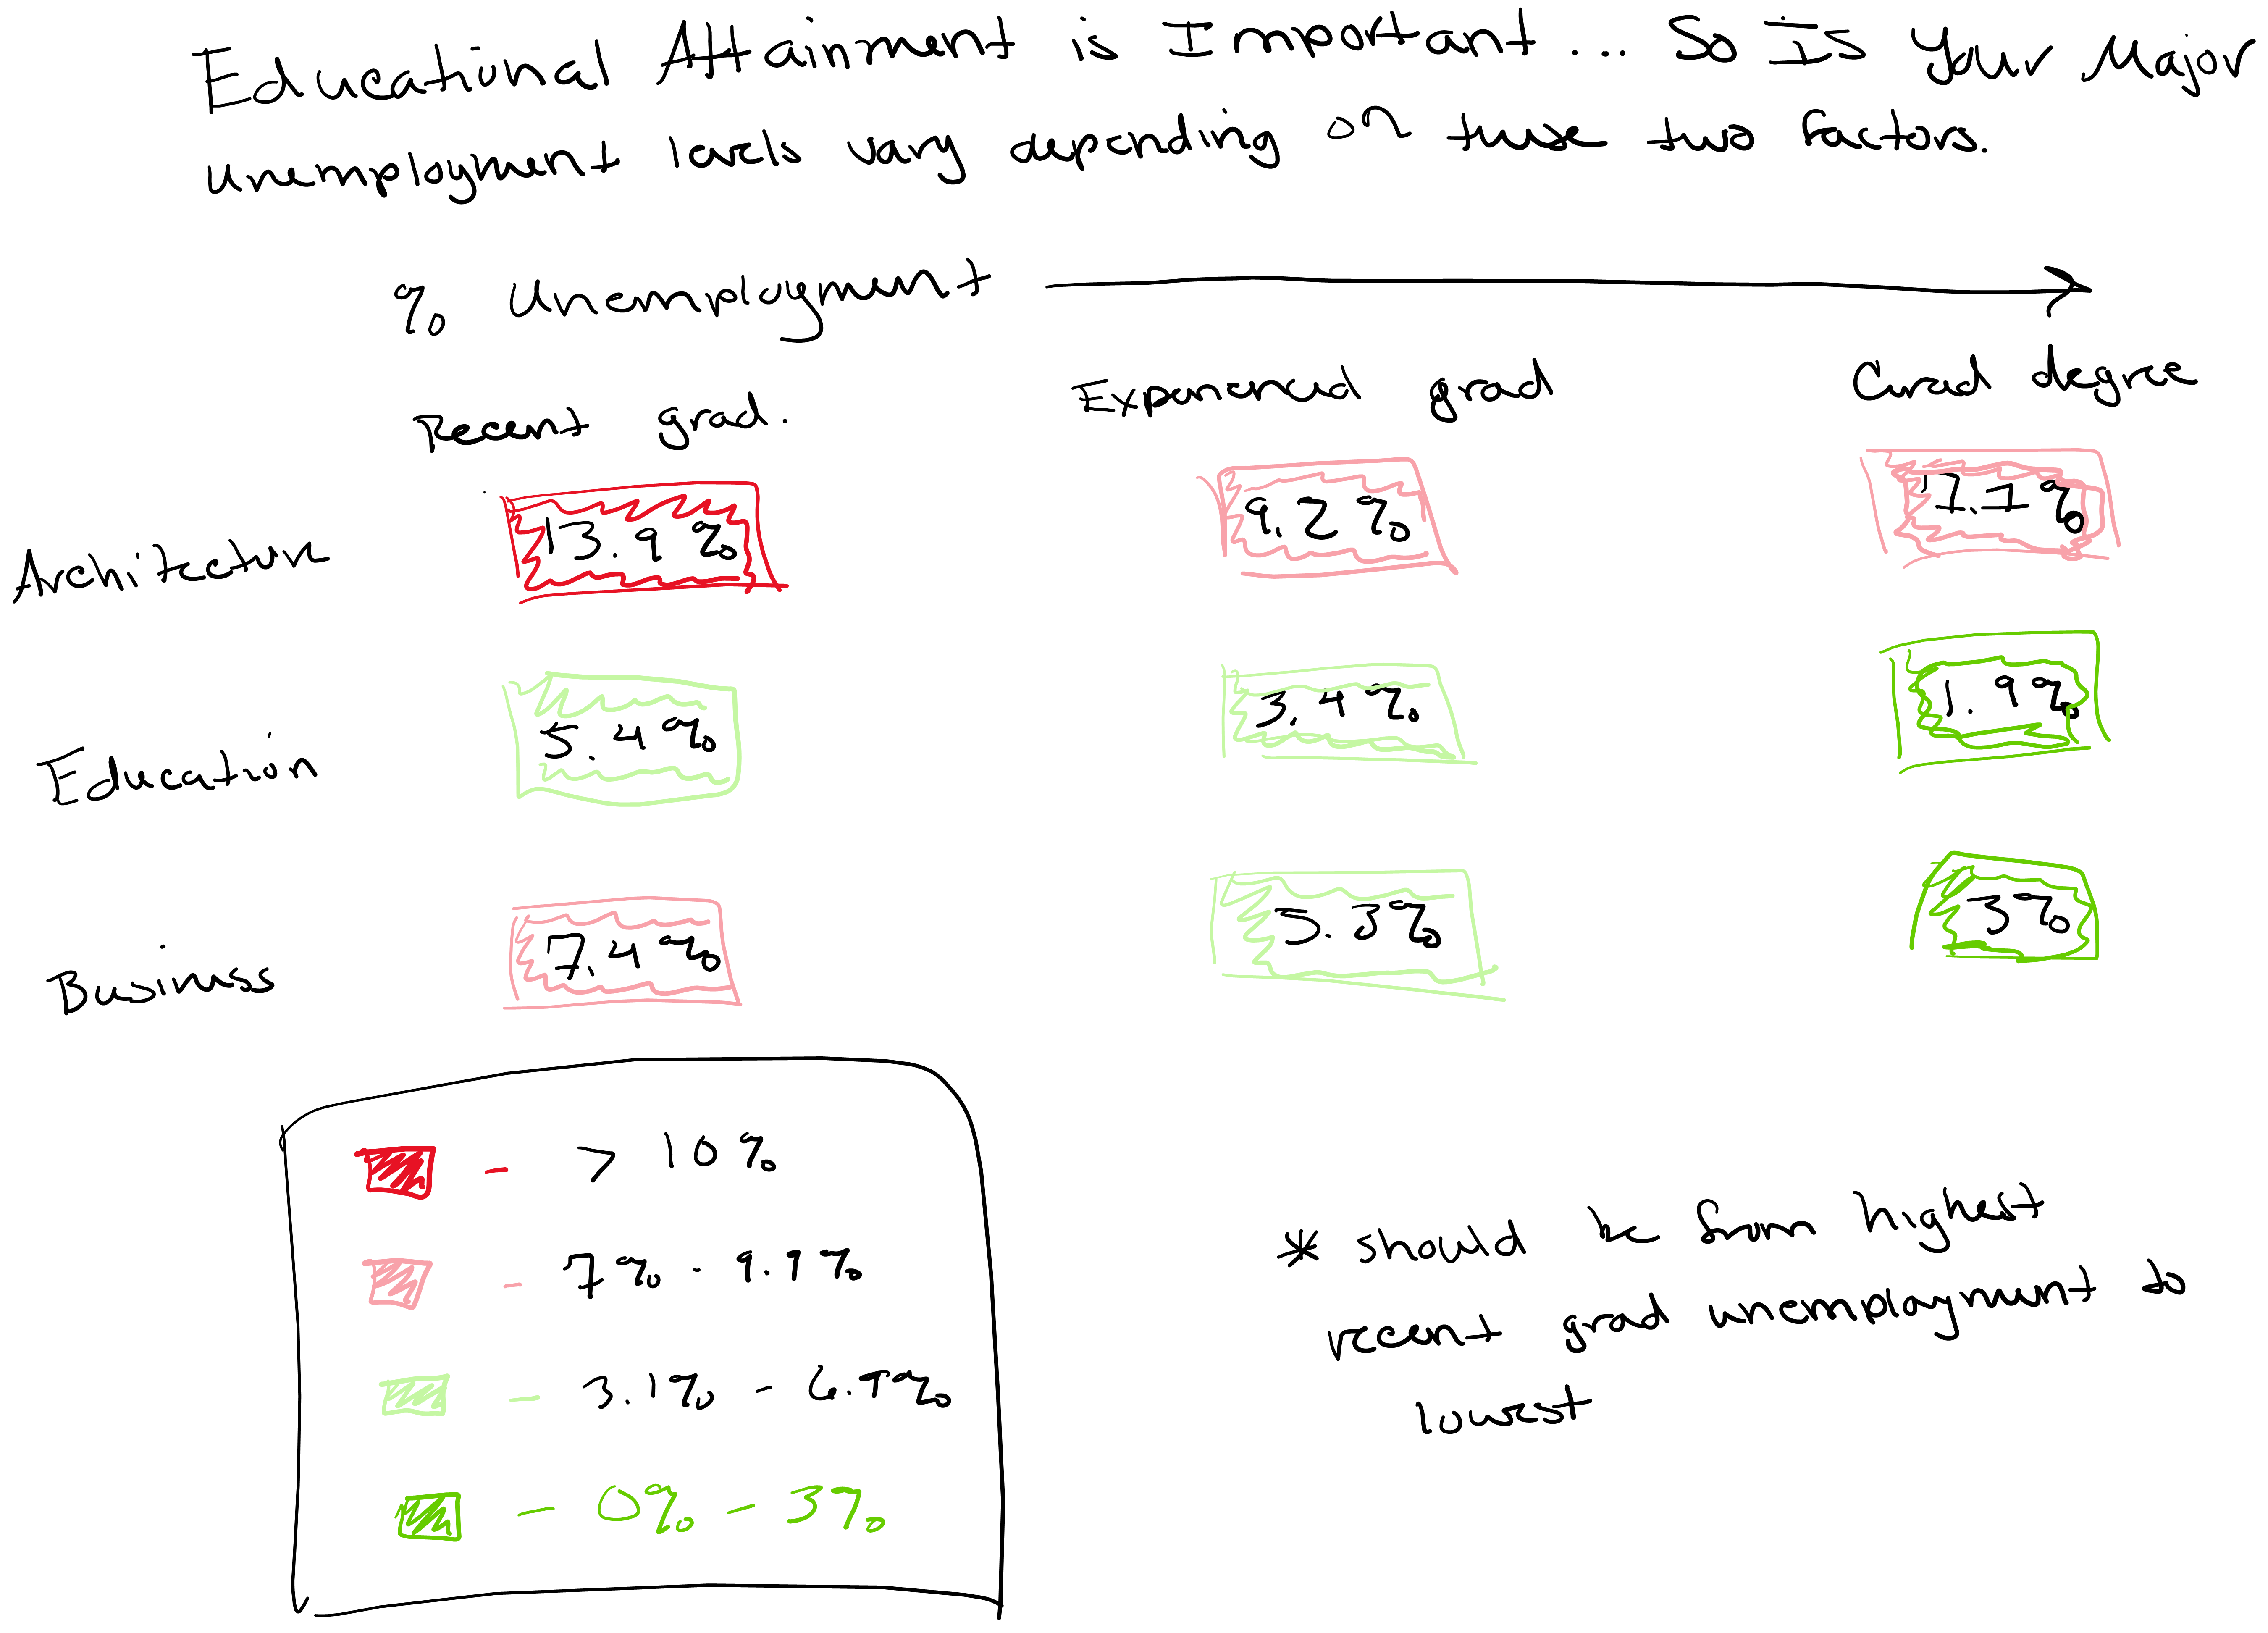 Educational Attainment is Important... So Is Your Major
unemployment levels vary depending on these two factors.
% Unemployment
Recent grad. Experienced grad Grad degree
Architecture 13.9% 9.2% 7.7%
Education 5.4% 3.4% 1.9%
Business 7.4% 5.3% 3%
- > 10%
- 7% - 9.9%
- 3.1% - 6.9%
- 0% - 3%
* should be from highest
recent grad unemployment to
lowest